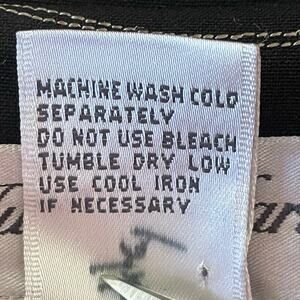 MACHINE WASH COLD
SEPARATELY
DO NOT USE BLEACH
TUMBLE DRY LOW
USE COOL IRON
IF NECESSARY